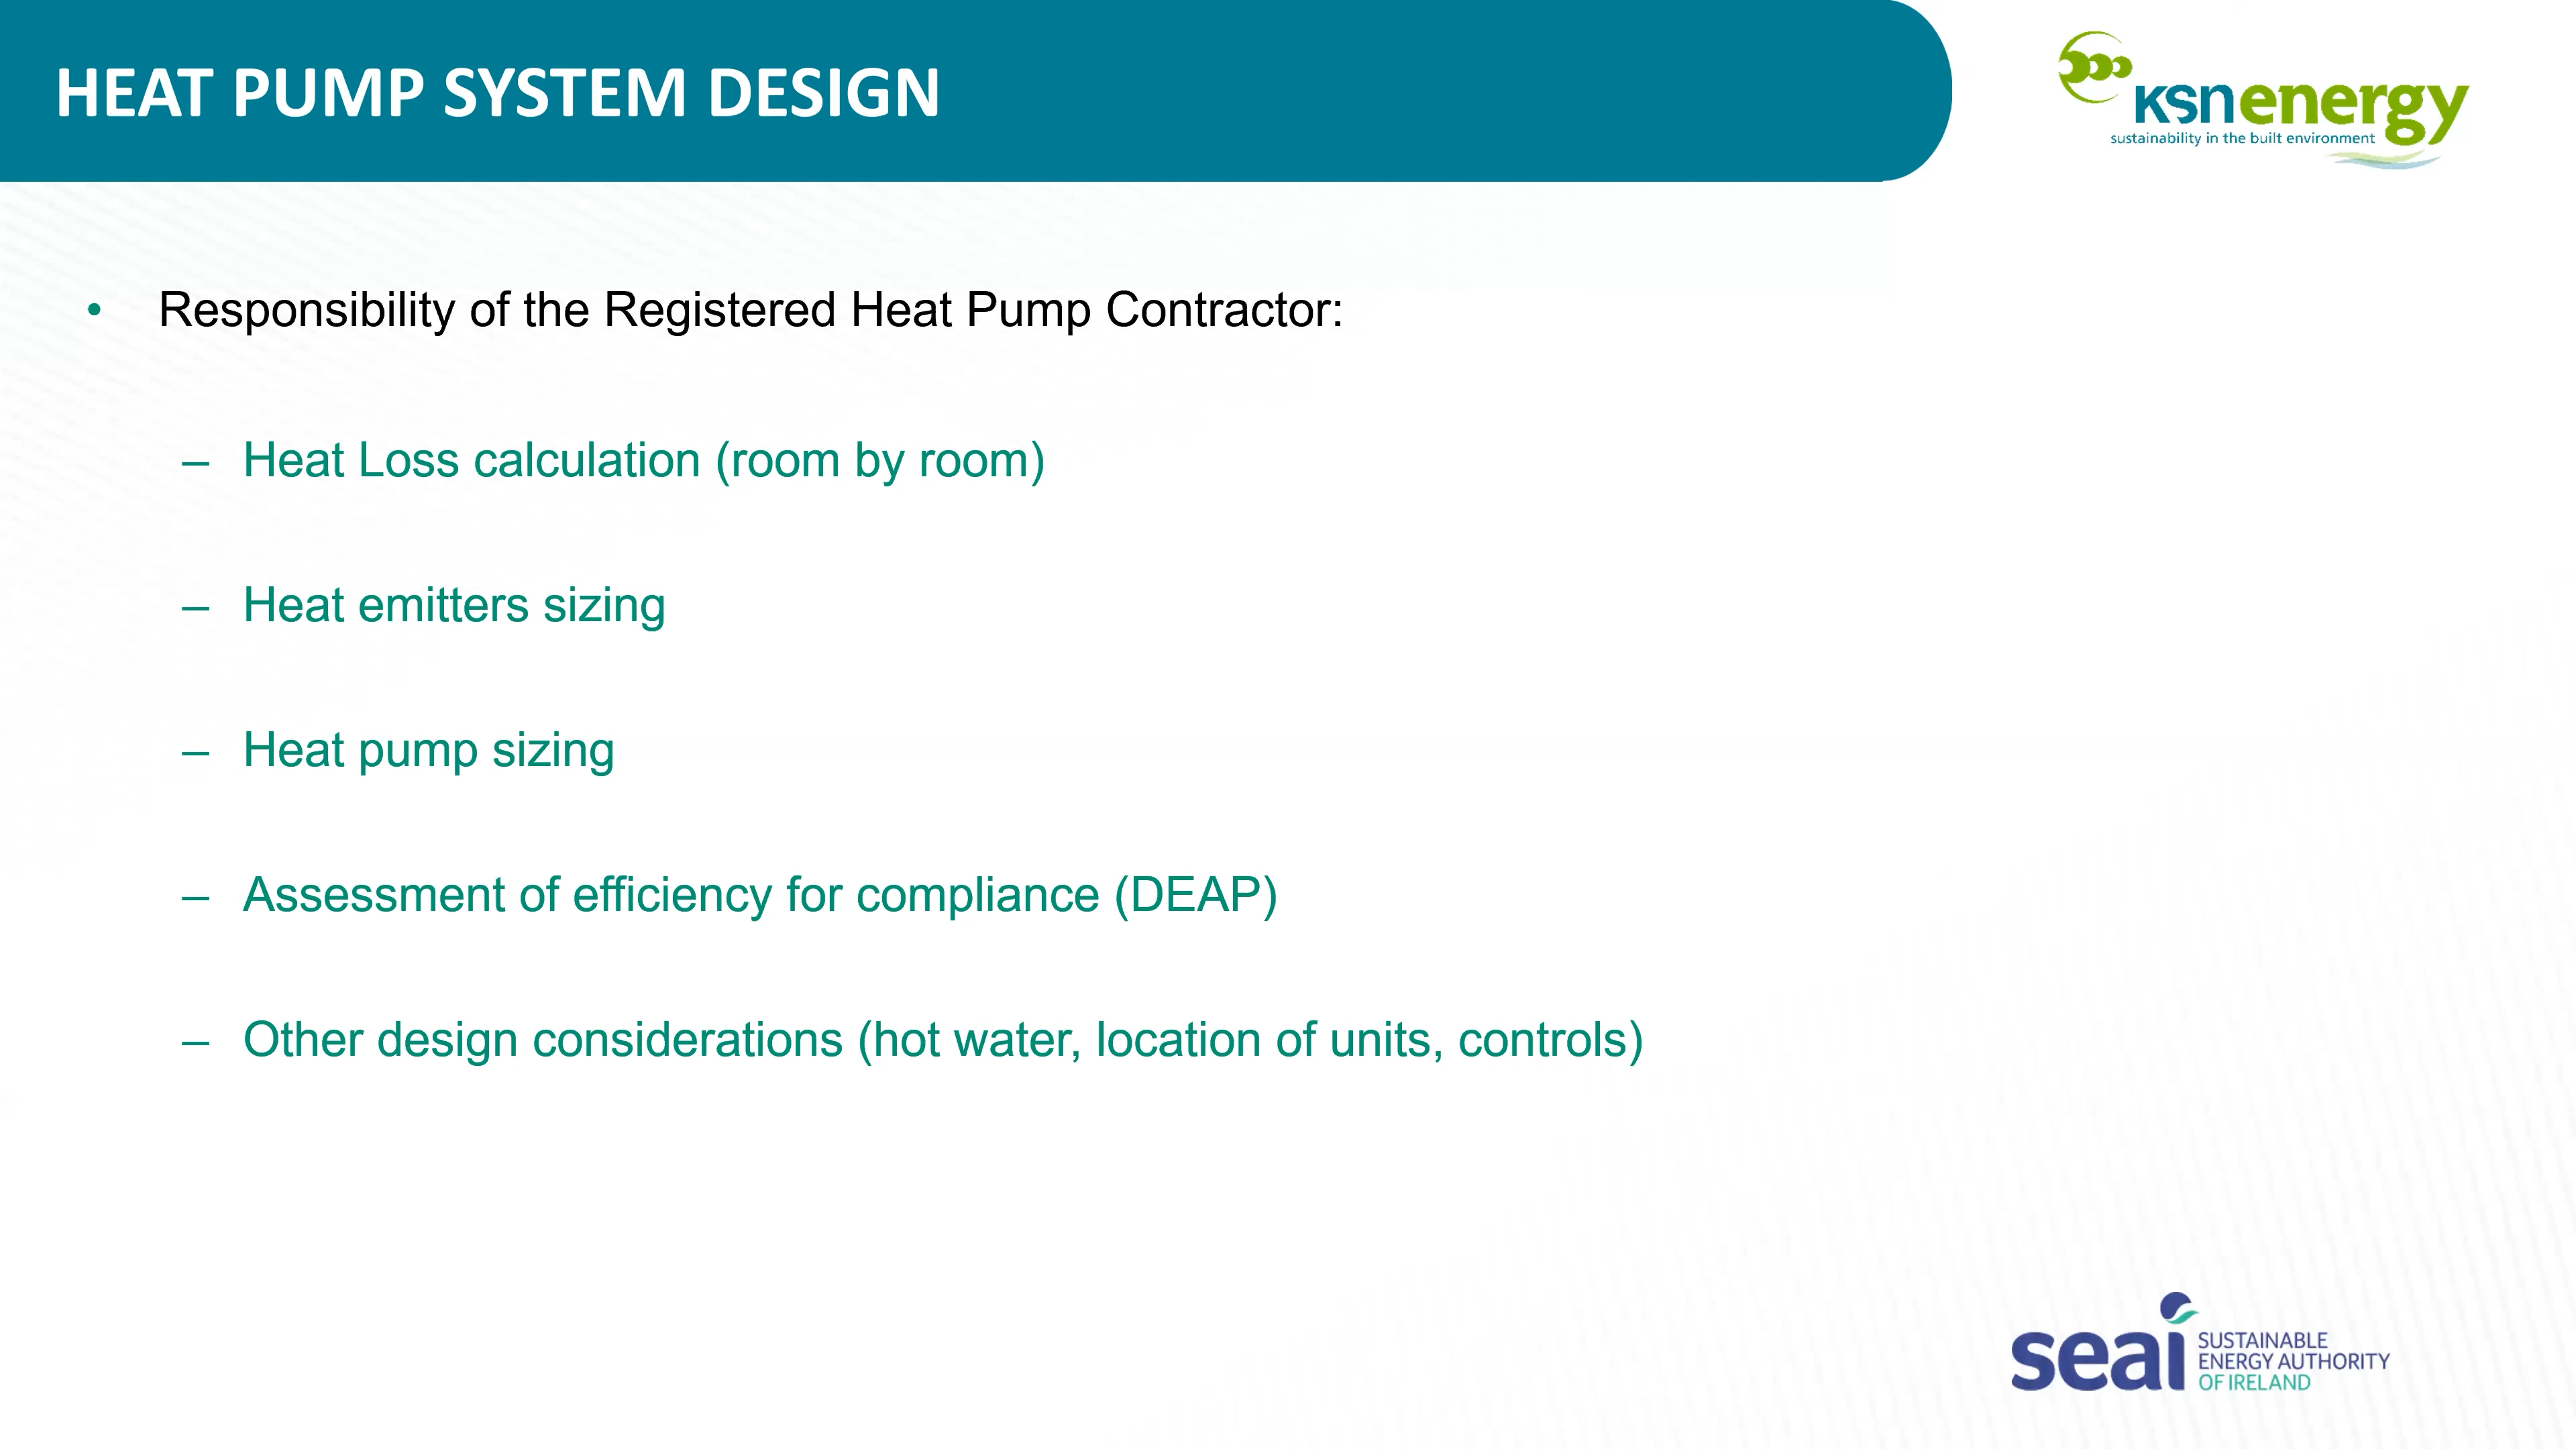 HEAT PUMP SYSTEM DESIGN
ksnenergy
sustainability in the built environment
• Responsibility of the Registered Heat Pump Contractor:
– Heat Loss calculation (room by room)
– Heat emitters sizing
– Heat pump sizing
– Assessment of efficiency for compliance (DEAP)
– Other design considerations (hot water, location of units, controls)
seai
SUSTAINABLE
ENERGY AUTHORITY
OF IRELAND